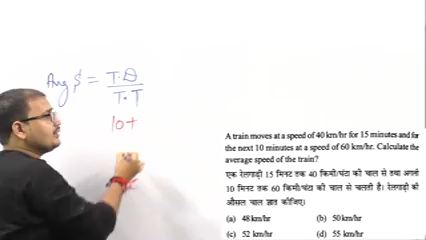 Avg S = T.D
T.T
10+
A train moves at a speed of 40 km/hr for 15 minutes and for
the next 10 minutes at a speed of 60 km/hr. Calculate the
average speed of the train?
एक रेलगाड़ी 15 मिनट तक 40 किमी/घंटा की चाल से तथा अगली
10 मिनट तक 60 किमी/घंटा की चाल से चलती है। रेलगाड़ी की
औसत चाल ज्ञात कीजिए।
(a) 48 km/hr (b) 50 km/hr
(c) 52 km/hr (d) 55 km/hr